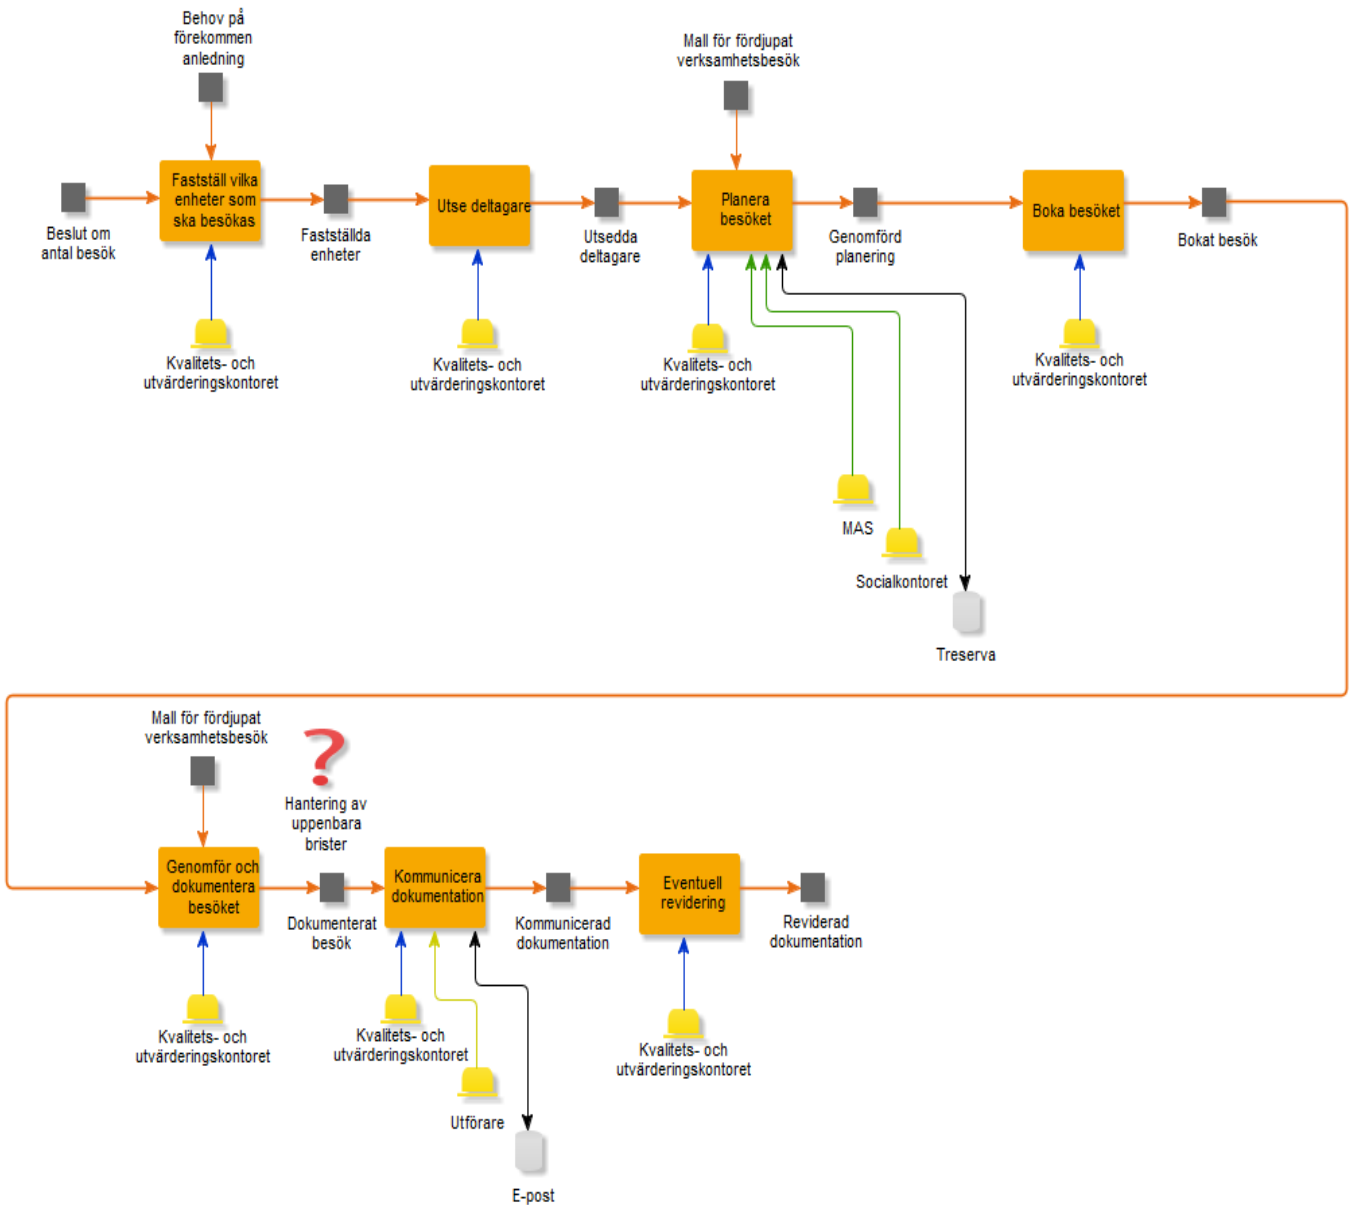 Behov på
förekommen
anledning
Mall för fördjupat
verksamhetsbesök
Fastställ vilka
enheter som
ska besökas
Utse deltagare
Planera
besöket
Boka besöket
Beslut om
antal besök
Fastställda
enheter
Utsedda
deltagare
Genomförd
planering
Bokat besök
Kvalitets- och
utvärderingskontoret
Kvalitets- och
utvärderingskontoret
Kvalitets- och
utvärderingskontoret
Kvalitets- och
utvärderingskontoret
MAS
Socialkontoret
Treserva
Mall för fördjupat
verksamhetsbesök
?
Hantering av
uppenbara
brister
Genomför och
dokumentera
besöket
Kommunicera
dokumentation
Eventuell
revidering
Dokumenterat
besök
Kommunicerad
dokumentation
Reviderad
dokumentation
Kvalitets- och
utvärderingskontoret
Kvalitets- och
utvärderingskontoret
Kvalitets- och
utvärderingskontoret
Utförare
E-post